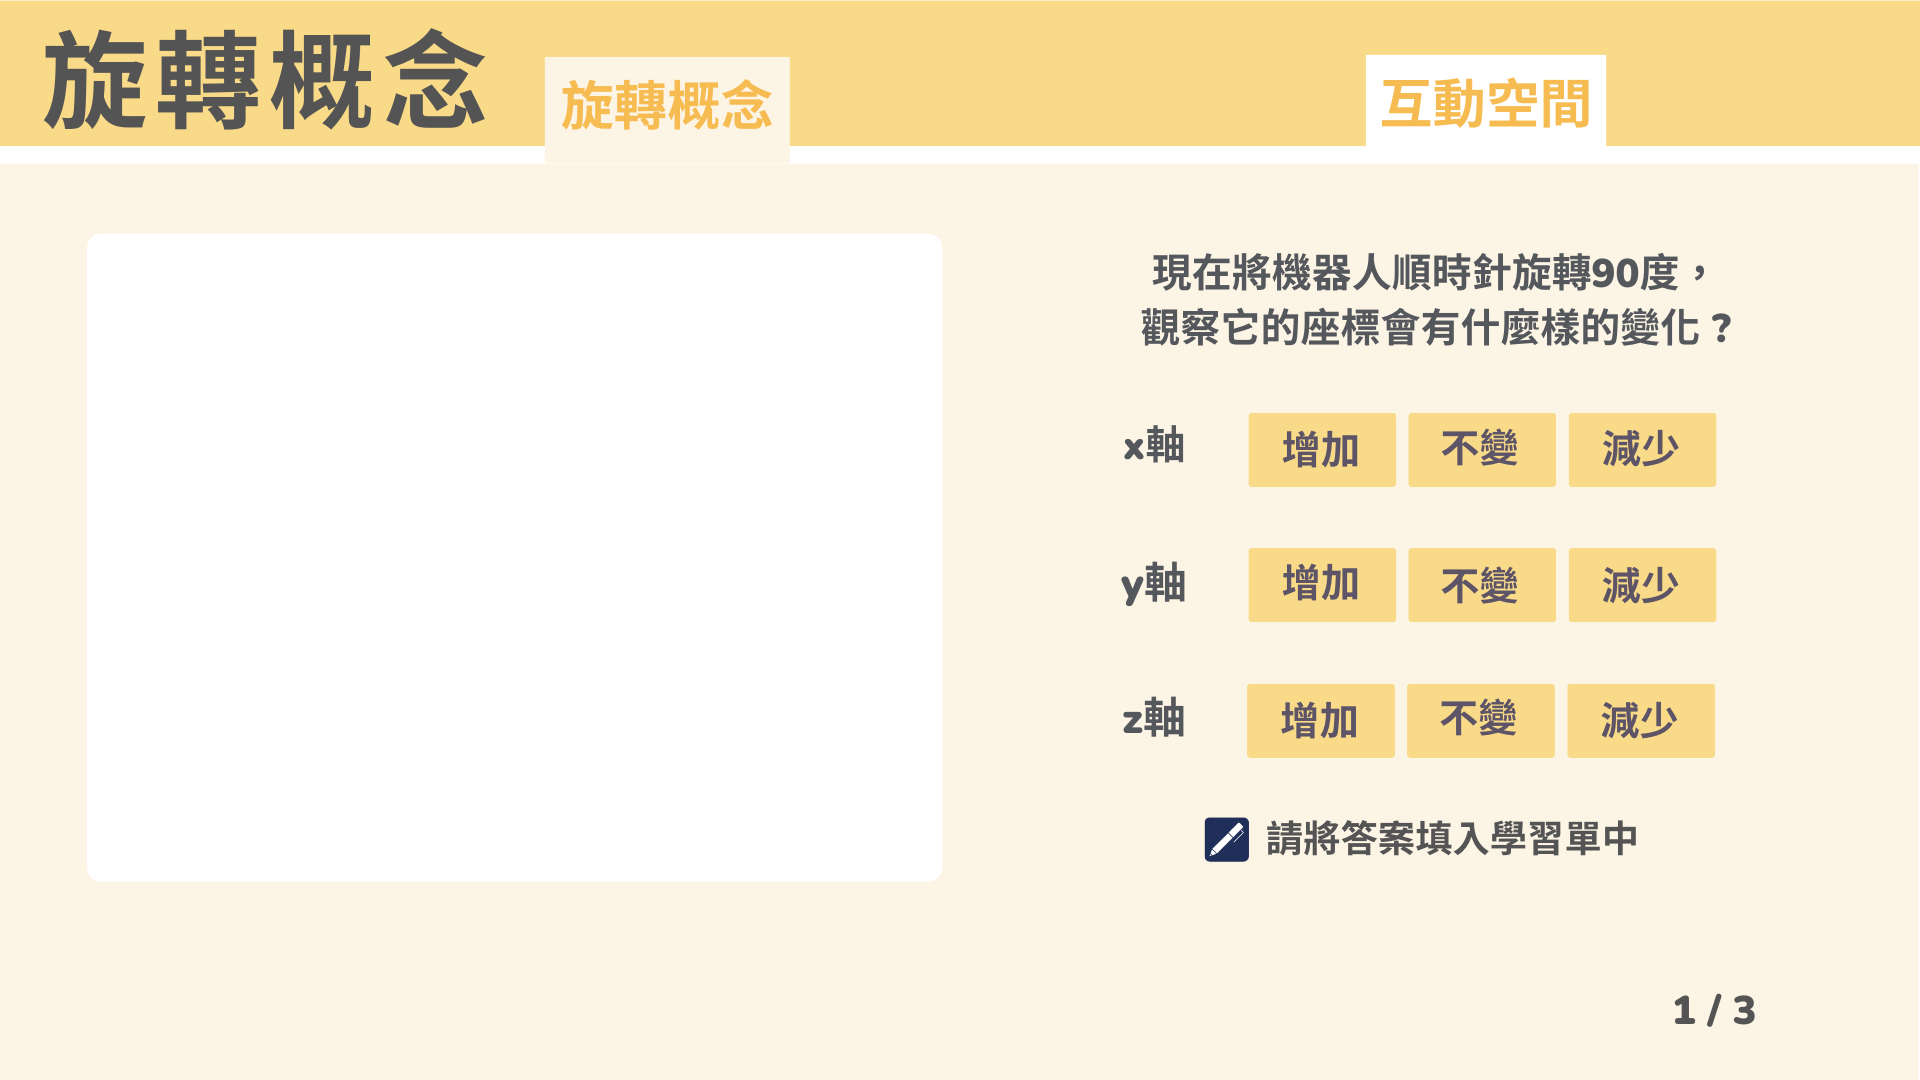 旋轉概念
旋轉概念
互動空間
現在將機器人順時針旋轉90度，
觀察它的座標會有什麼樣的變化？
x軸 增加 不變 減少
y軸 增加 不變 減少
z軸 增加 不變 減少
請將答案填入學習單中
1 / 3